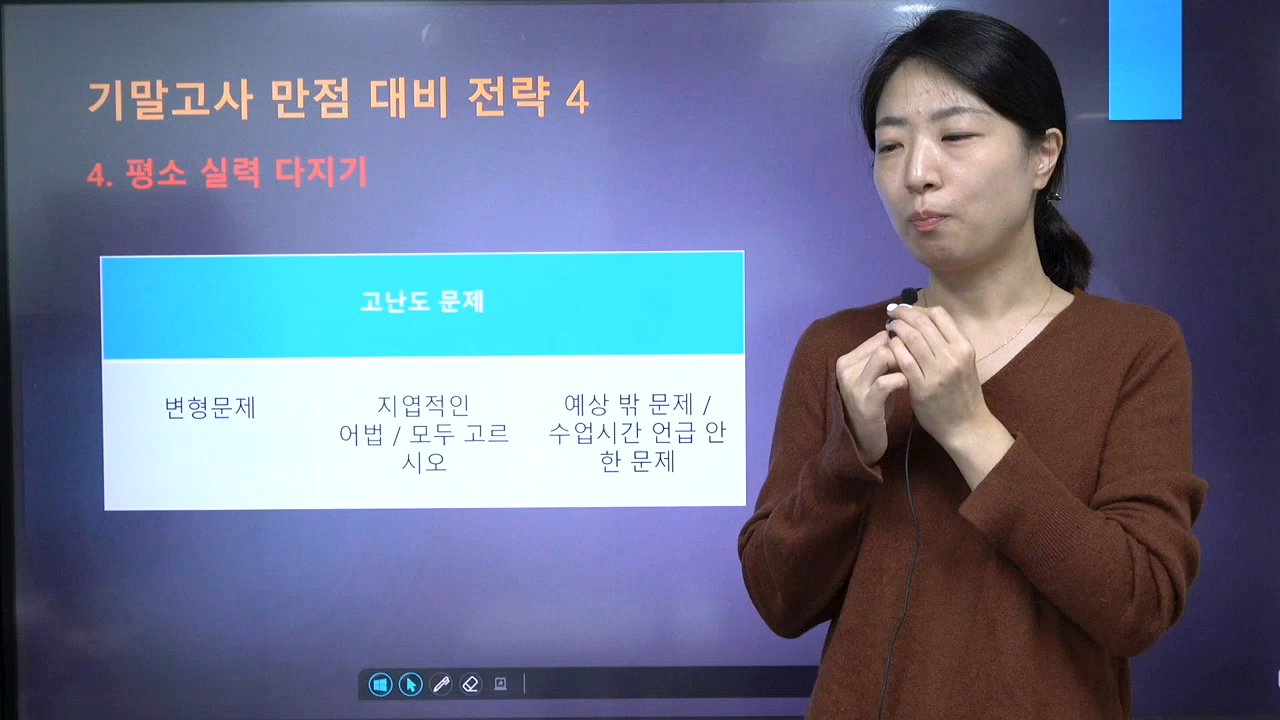 기말고사 만점 대비 전략 4
4. 평소 실력 다지기
고난도 문제
변형문제
지엽적인
어법 / 모두 고르
시오
예상 밖 문제 /
수업시간 언급 안
한 문제